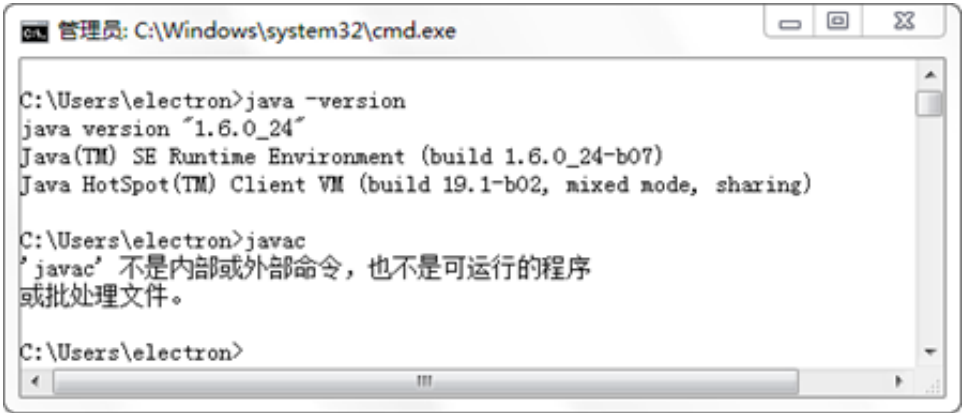 管理员: C:\Windows\system32\cmd.exe
C:\Users\electron>java -version
java version "1.6.0_24"
Java(TM) SE Runtime Environment (build 1.6.0_24-b07)
Java HotSpot(TM) Client VM (build 19.1-b02, mixed mode, sharing)
C:\Users\electron>javac
'javac' 不是内部或外部命令，也不是可运行的程序
或批处理文件。
C:\Users\electron>